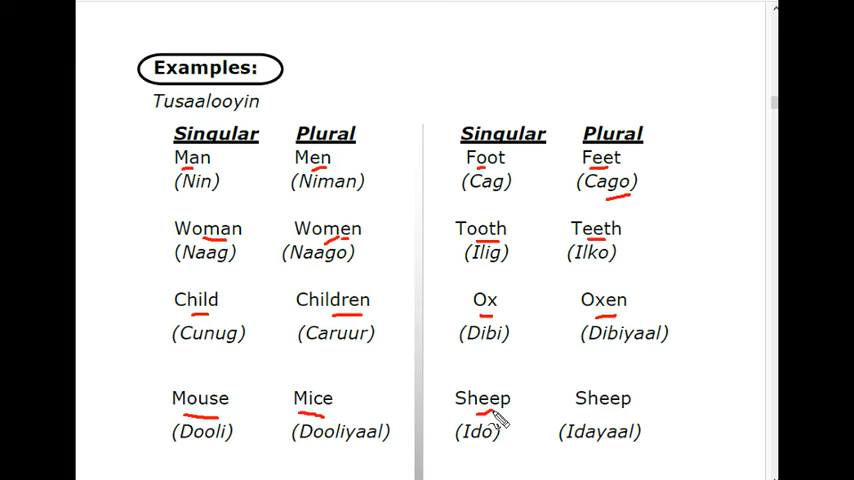 Examples:
Tusaalooyin
Singular Plural
Man Men
(Nin) (Niman)
Woman Women
(Naag) (Naago)
Child Children
(Cunug) (Caruur)
Mouse Mice
(Dooli) (Dooliyaal)
Singular Plural
Foot Feet
(Cag) (Cago)
Tooth Teeth
(Ilig) (Ilko)
Ox Oxen
(Dibi) (Dibiyaal)
Sheep Sheep
(Ido) (Idayaal)